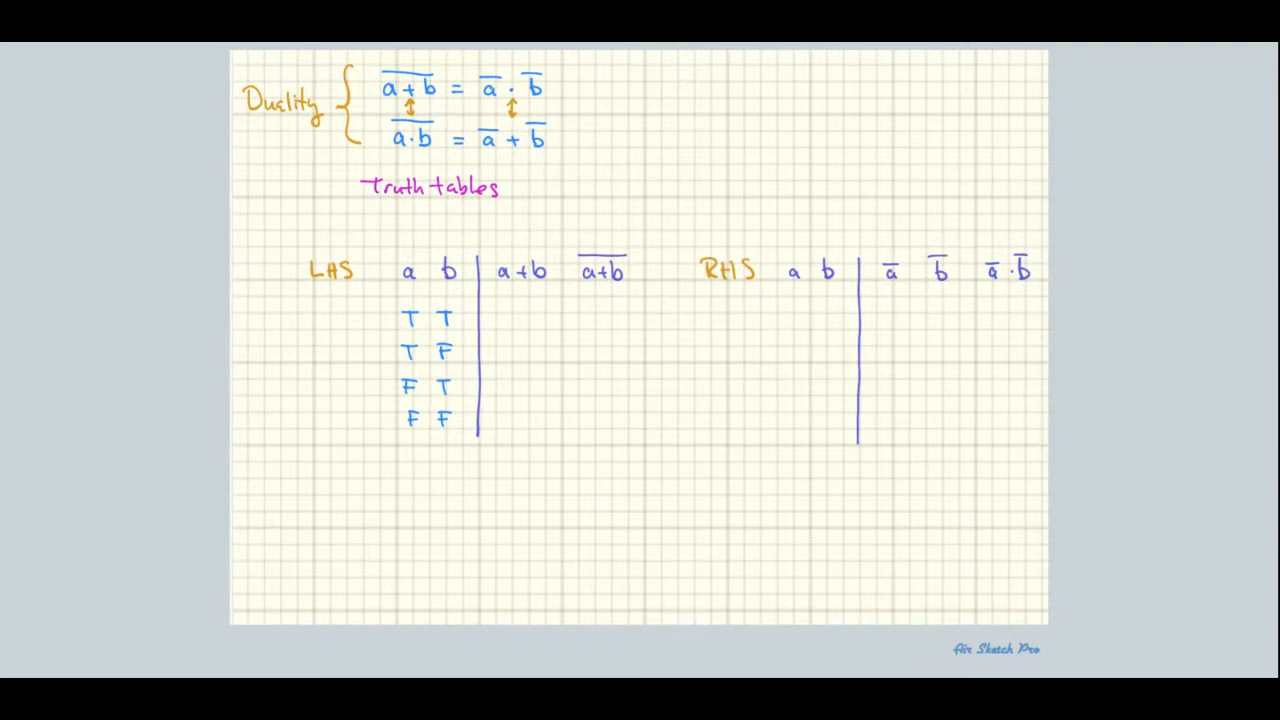 Duality { a̅+̅b̅ = a̅ · b̅
a̅·̅b̅ = a̅ + b̅
Truth tables
LHS a b | a+b a̅+̅b̅ RHS a b | a̅ b̅ a̅·b̅
T T
T F
F T
F F
Air Sketch Pro